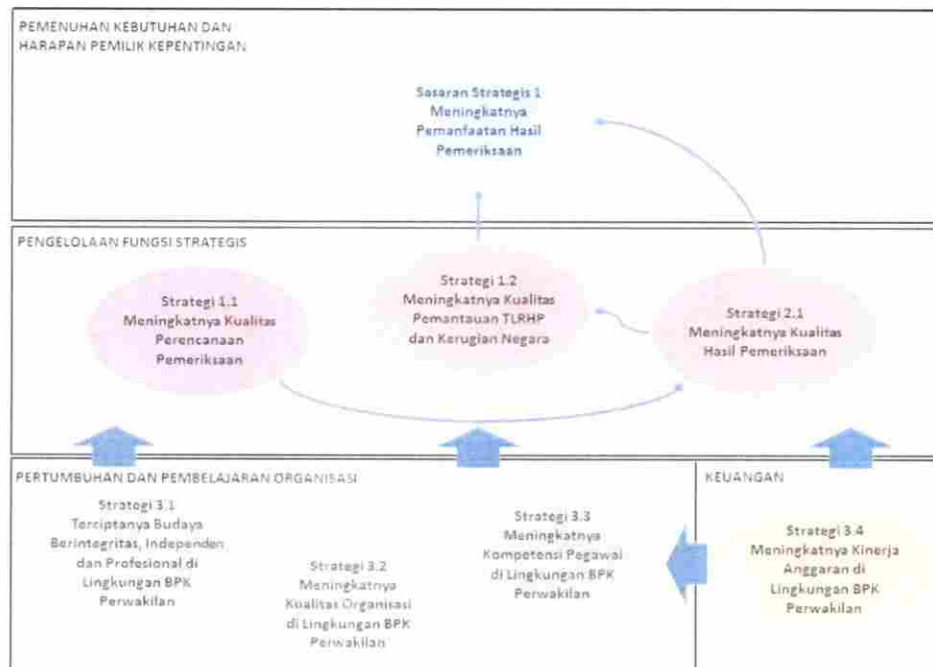 PEMENUHAN KEBUTUHAN DAN
HARAPAN PEMILIK KEPENTINGAN
Sasaran Strategis 1
Meningkatnya
Pemanfaatan Hasil
Pemeriksaan
PENGELOLAAN FUNGSI STRATEGIS
Strategi 1.1
Meningkatnya Kualitas
Perencanaan
Pemeriksaan
Strategi 1.2
Meningkatnya Kualitas
Pemantauan TLRHP
dan Kerugian Negara
Strategi 2.1
Meningkatnya Kualitas
Hasil Pemeriksaan
PERTUMBUHAN DAN PEMBELAJARAN ORGANISASI
Strategi 3.1
Terciptanya Budaya
Berintegritas, Independen
dan Profesional di
Lingkungan BPK
Perwakilan
Strategi 3.2
Meningkatnya
Kualitas Organisasi
di Lingkungan BPK
Perwakilan
Strategi 3.3
Meningkatnya
Kompetensi Pegawai
di Lingkungan BPK
Perwakilan
KEUANGAN
Strategi 3.4
Meningkatnya Kinerja
Anggaran di
Lingkungan BPK
Perwakilan